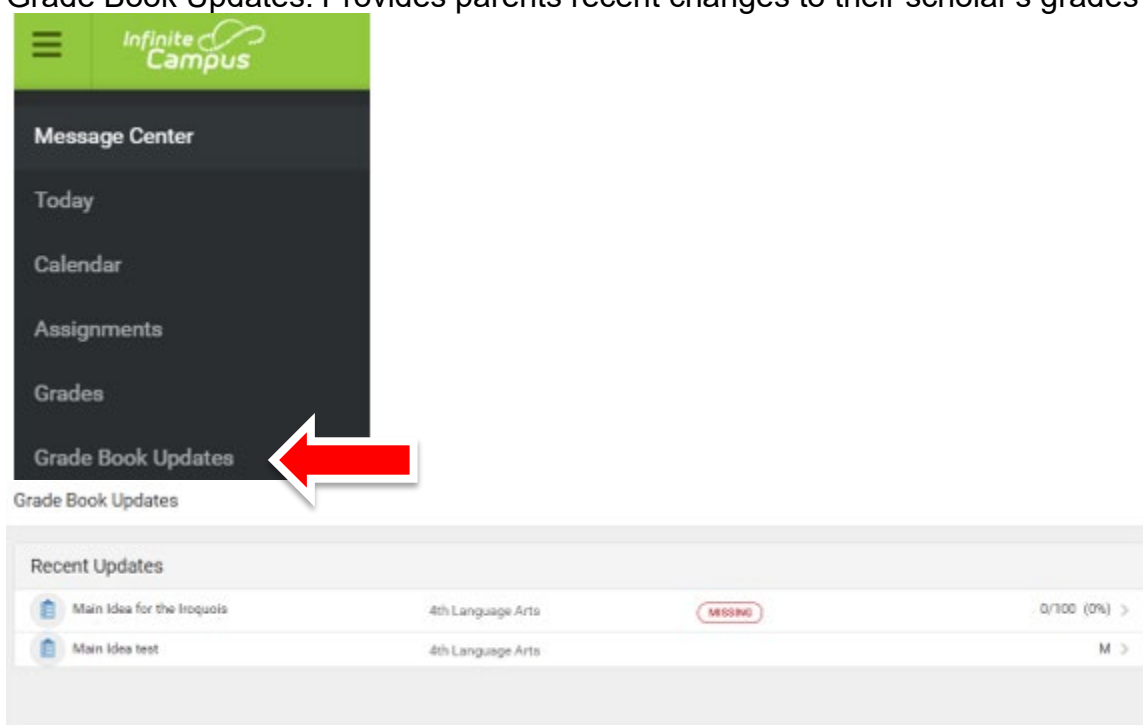 Grade Book Updates: Provides parents recent changes to their scholar's grades
Infinite
Campus
Message Center
Today
Calendar
Assignments
Grades
Grade Book Updates
Grade Book Updates
Recent Updates
Main Idea for the Iroquois 4th Language Arts MISSING 0/100 (0%) >
Main Idea test 4th Language Arts M >